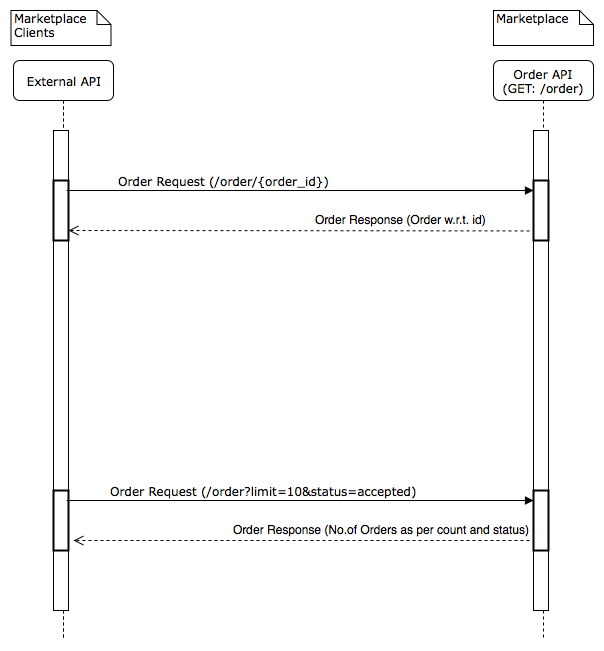 Marketplace
Clients
Marketplace
External API
Order API
(GET: /order)
Order Request (/order/{order_id})
Order Response (Order w.r.t. id)
Order Request (/order?limit=10&status=accepted)
Order Response (No.of Orders as per count and status)